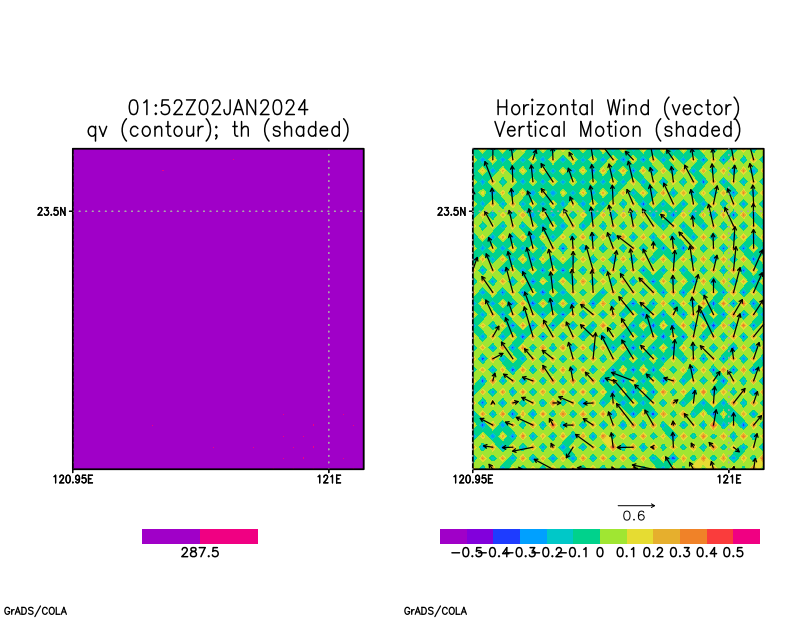 01:52Z02JAN2024
qv (contour); th (shaded)
23.5N
120.95E
121E
287.5
GrADS/COLA
Horizontal Wind (vector)
Vertical Motion (shaded)
23.5N
120.95E
121E
0.6
-0.5 -0.4 -0.3 -0.2 -0.1 0 0.1 0.2 0.3 0.4 0.5
GrADS/COLA